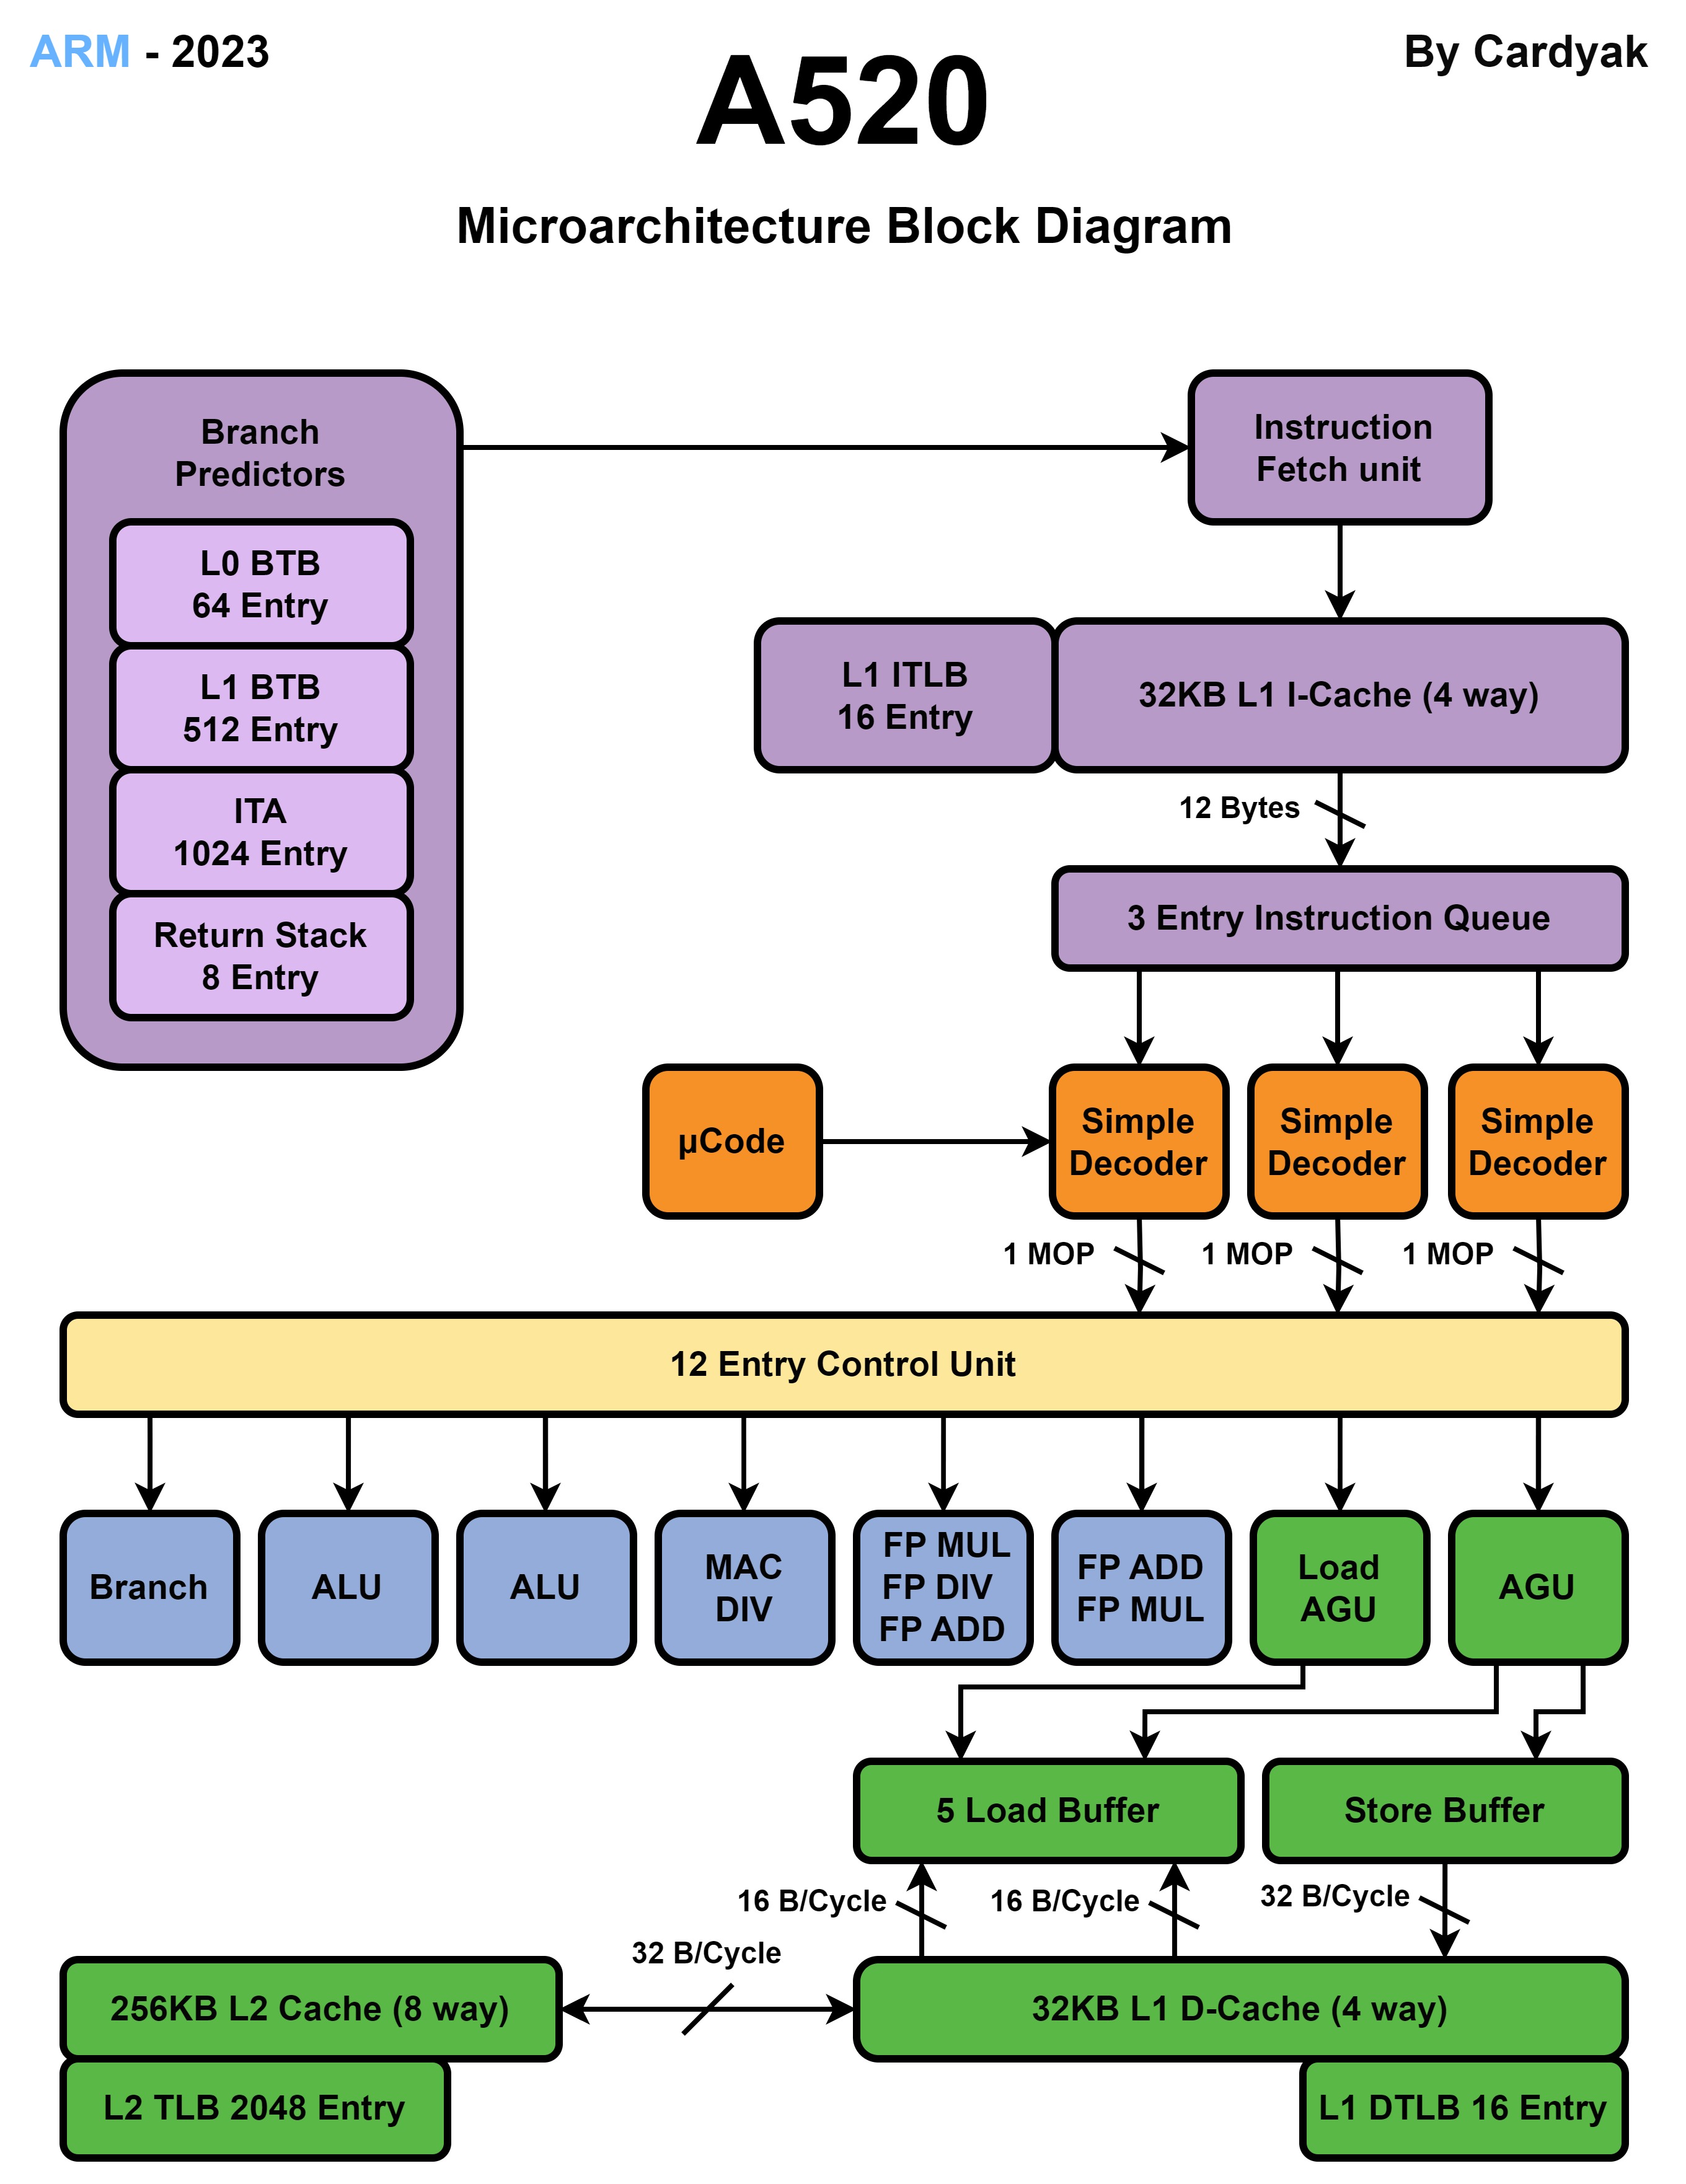 ARM - 2023
By Cardyak
A520
Microarchitecture Block Diagram
Branch
Predictors
L0 BTB
64 Entry
L1 BTB
512 Entry
ITA
1024 Entry
Return Stack
8 Entry
Instruction
Fetch unit
L1 ITLB
16 Entry
32KB L1 I-Cache (4 way)
12 Bytes
3 Entry Instruction Queue
µCode
Simple
Decoder
Simple
Decoder
Simple
Decoder
1 MOP
1 MOP
1 MOP
12 Entry Control Unit
Branch
ALU
ALU
MAC
DIV
FP MUL
FP DIV
FP ADD
FP ADD
FP MUL
Load
AGU
AGU
5 Load Buffer
Store Buffer
16 B/Cycle
16 B/Cycle
32 B/Cycle
32 B/Cycle
256KB L2 Cache (8 way)
32KB L1 D-Cache (4 way)
L2 TLB 2048 Entry
L1 DTLB 16 Entry